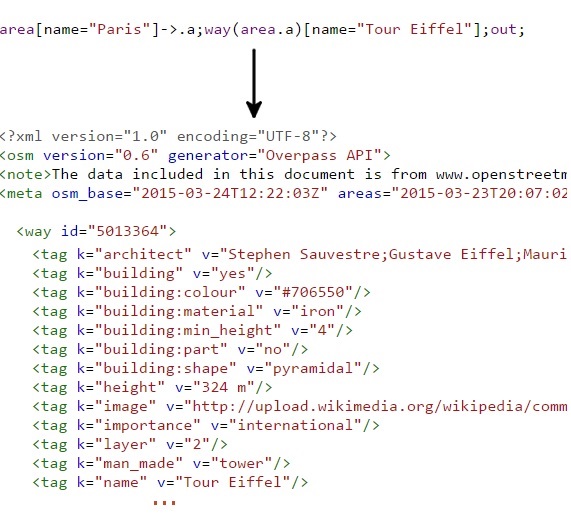 area[name="Paris"]->.a;way(area.a)[name="Tour Eiffel"];out;
<?xml version="1.0" encoding="UTF-8"?>
<osm version="0.6" generator="Overpass API">
<note>The data included in this document is from www.openstreetm
<meta osm_base="2015-03-24T12:22:03Z" areas="2015-03-23T20:07:02
<way id="5013364">
<tag k="architect" v="Stephen Sauvestre;Gustave Eiffel;Mauri
<tag k="building" v="yes"/>
<tag k="building:colour" v="#706550"/>
<tag k="building:material" v="iron"/>
<tag k="building:min_height" v="4"/>
<tag k="building:part" v="no"/>
<tag k="building:shape" v="pyramidal"/>
<tag k="height" v="324 m"/>
<tag k="image" v="http://upload.wikimedia.org/wikipedia/comm
<tag k="importance" v="international"/>
<tag k="layer" v="2"/>
<tag k="man_made" v="tower"/>
<tag k="name" v="Tour Eiffel"/>
...